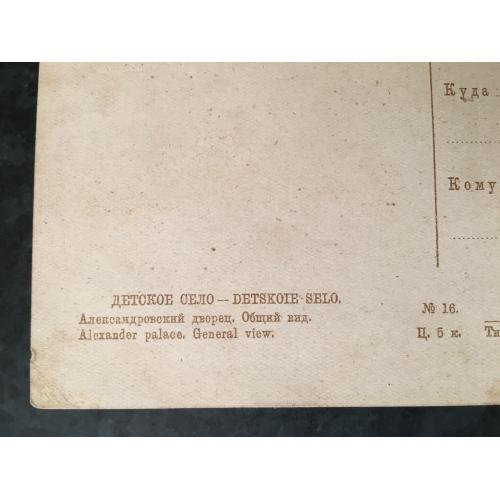 Куда
Кому
ДЕТСКОЕ СЕЛО — DETSKOIE SELO.
Александровский дворец. Общий вид.
Alexander palace. General view.
№ 16.
Ц. 5 к.